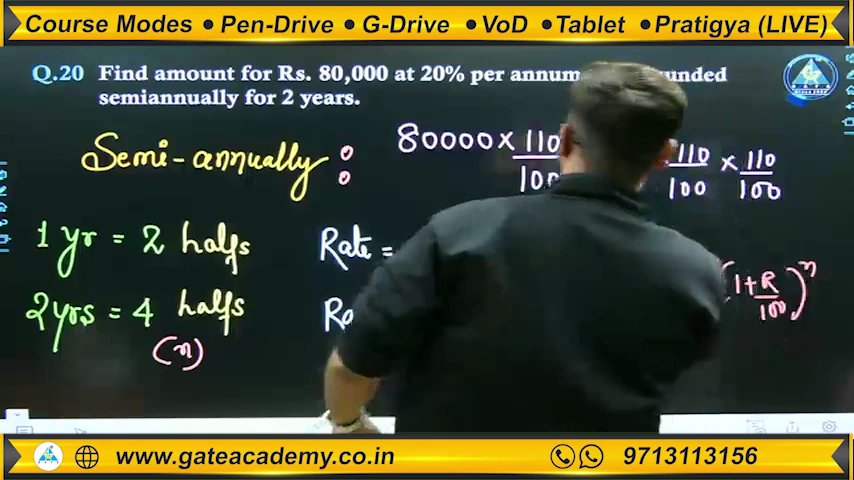 Course Modes • Pen-Drive • G-Drive • VoD • Tablet • Pratigya (LIVE)
Q.20 Find amount for Rs. 80,000 at 20% per annum
semiannually for 2 years.
Semi-annually :
80000 × 110/100
110/100 × 110/100
1 yr = 2 halfs
Rate =
2 yrs = 4 halfs
(n)
(1+R/100)^n
www.gateacademy.co.in
9713113156